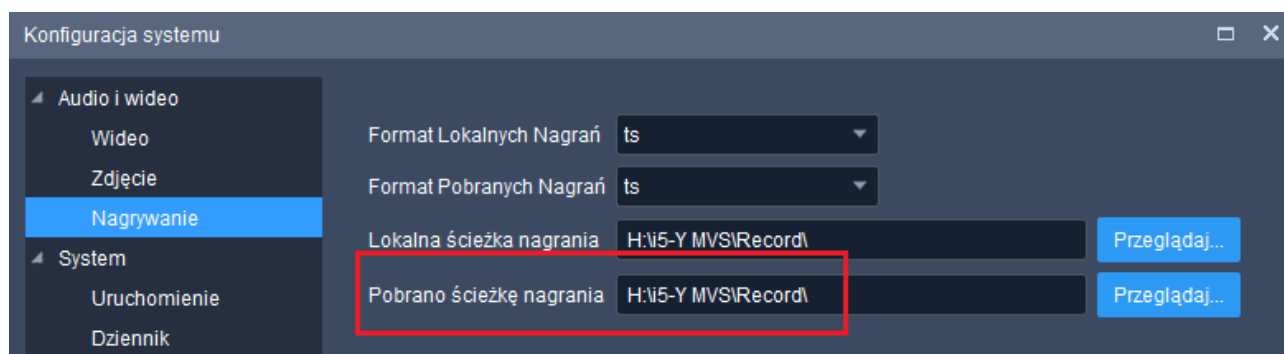 Konfiguracja systemu
Audio i wideo
Wideo
Zdjęcie
Nagrywanie
System
Uruchomienie
Dziennik
Format Lokalnych Nagrań ts
Format Pobranych Nagrań ts
Lokalna ścieżka nagrania H:\i5-Y MVS\Record\ Przeglądaj...
Pobrano ścieżkę nagrania H:\i5-Y MVS\Record\ Przeglądaj...